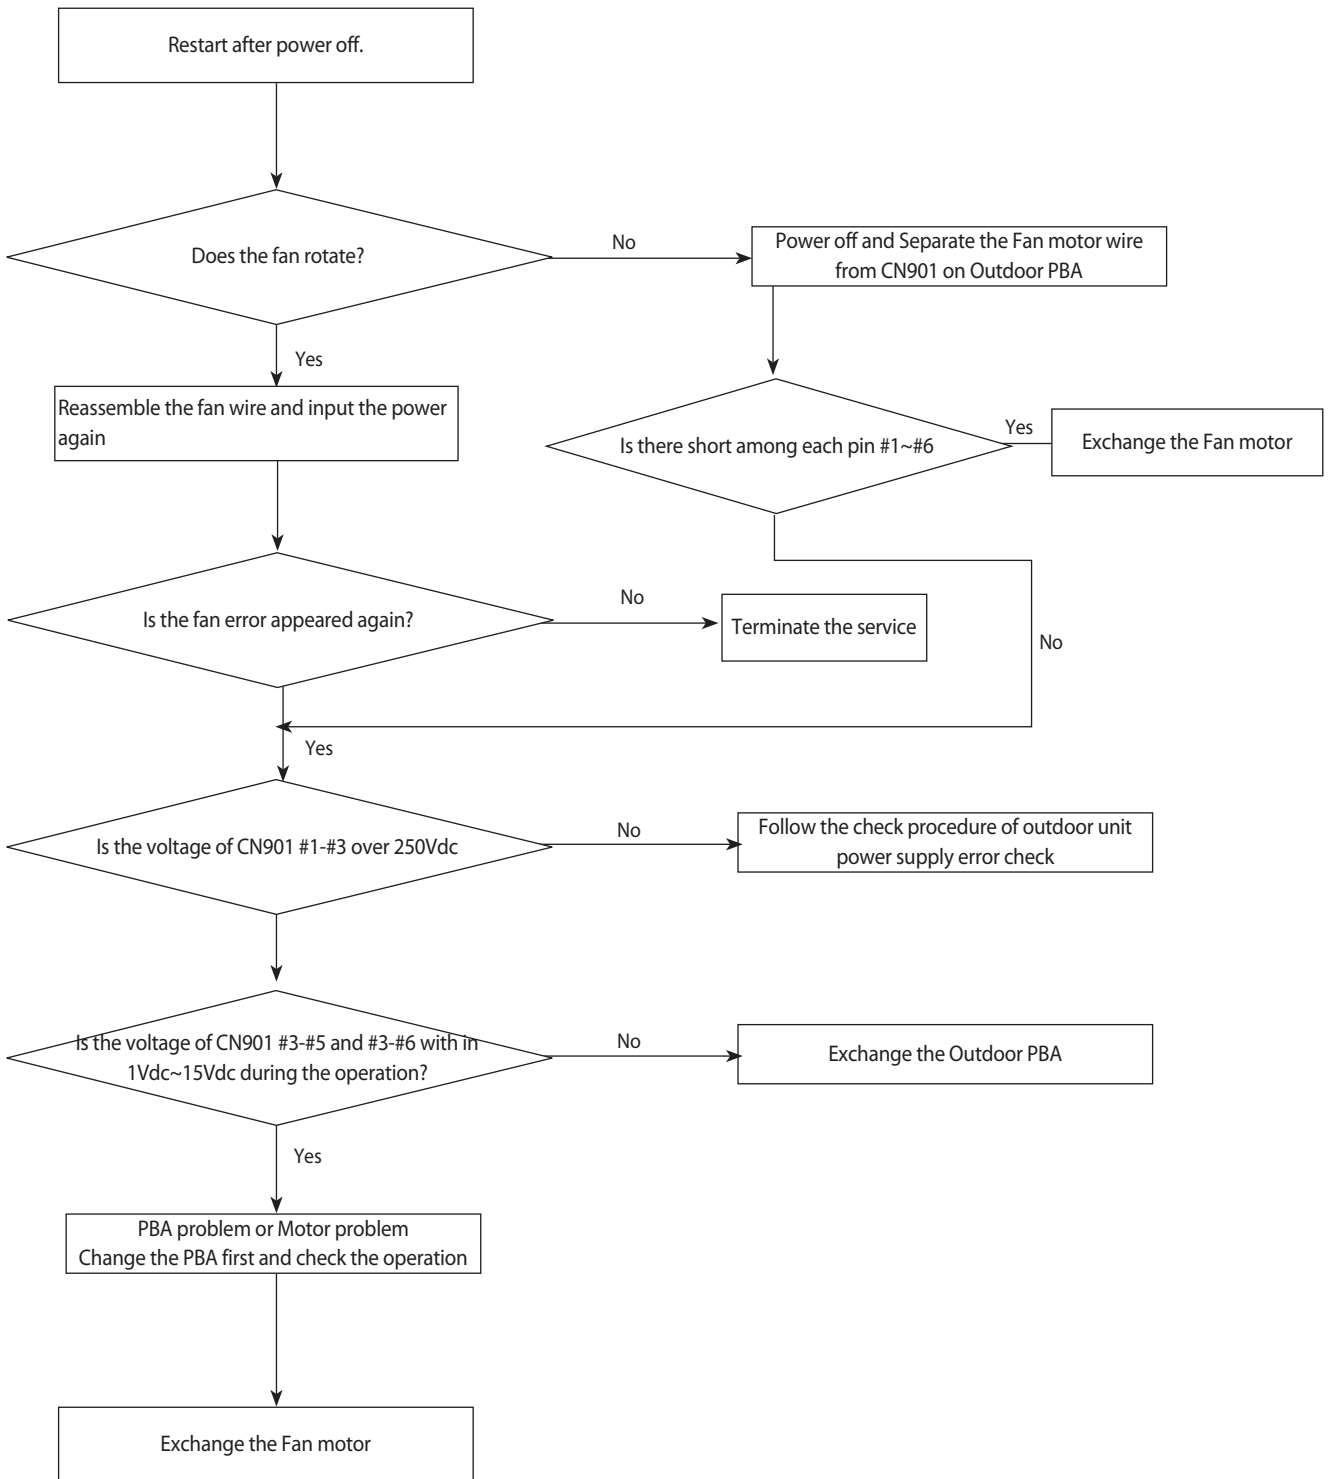 Restart after power off.
Does the fan rotate?
No
Power off and Separate the Fan motor wire
from CN901 on Outdoor PBA
Yes
Reassemble the fan wire and input the power
again
Is there short among each pin #1~#6
Yes
Exchange the Fan motor
Is the fan error appeared again?
No
Terminate the service
No
Yes
Is the voltage of CN901 #1-#3 over 250Vdc
No
Follow the check procedure of outdoor unit
power supply error check
Is the voltage of CN901 #3-#5 and #3-#6 with in
1Vdc~15Vdc during the operation?
No
Exchange the Outdoor PBA
Yes
PBA problem or Motor problem
Change the PBA first and check the operation
Exchange the Fan motor